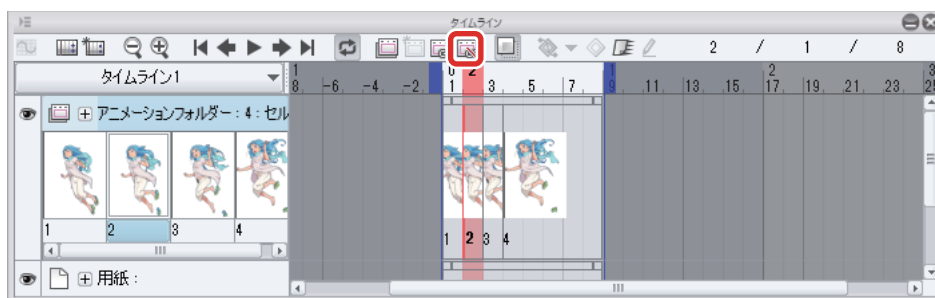 タイムライン
2 / 1 / 8
タイムライン1
1 0 2 1 2 3
8 -6 -4 -2 1 3 5 7 9 11 13 15 17 19 21 23 25
アニメーションフォルダー : 4 : セル
1 2 3 4
1 2 3 4
用紙 :